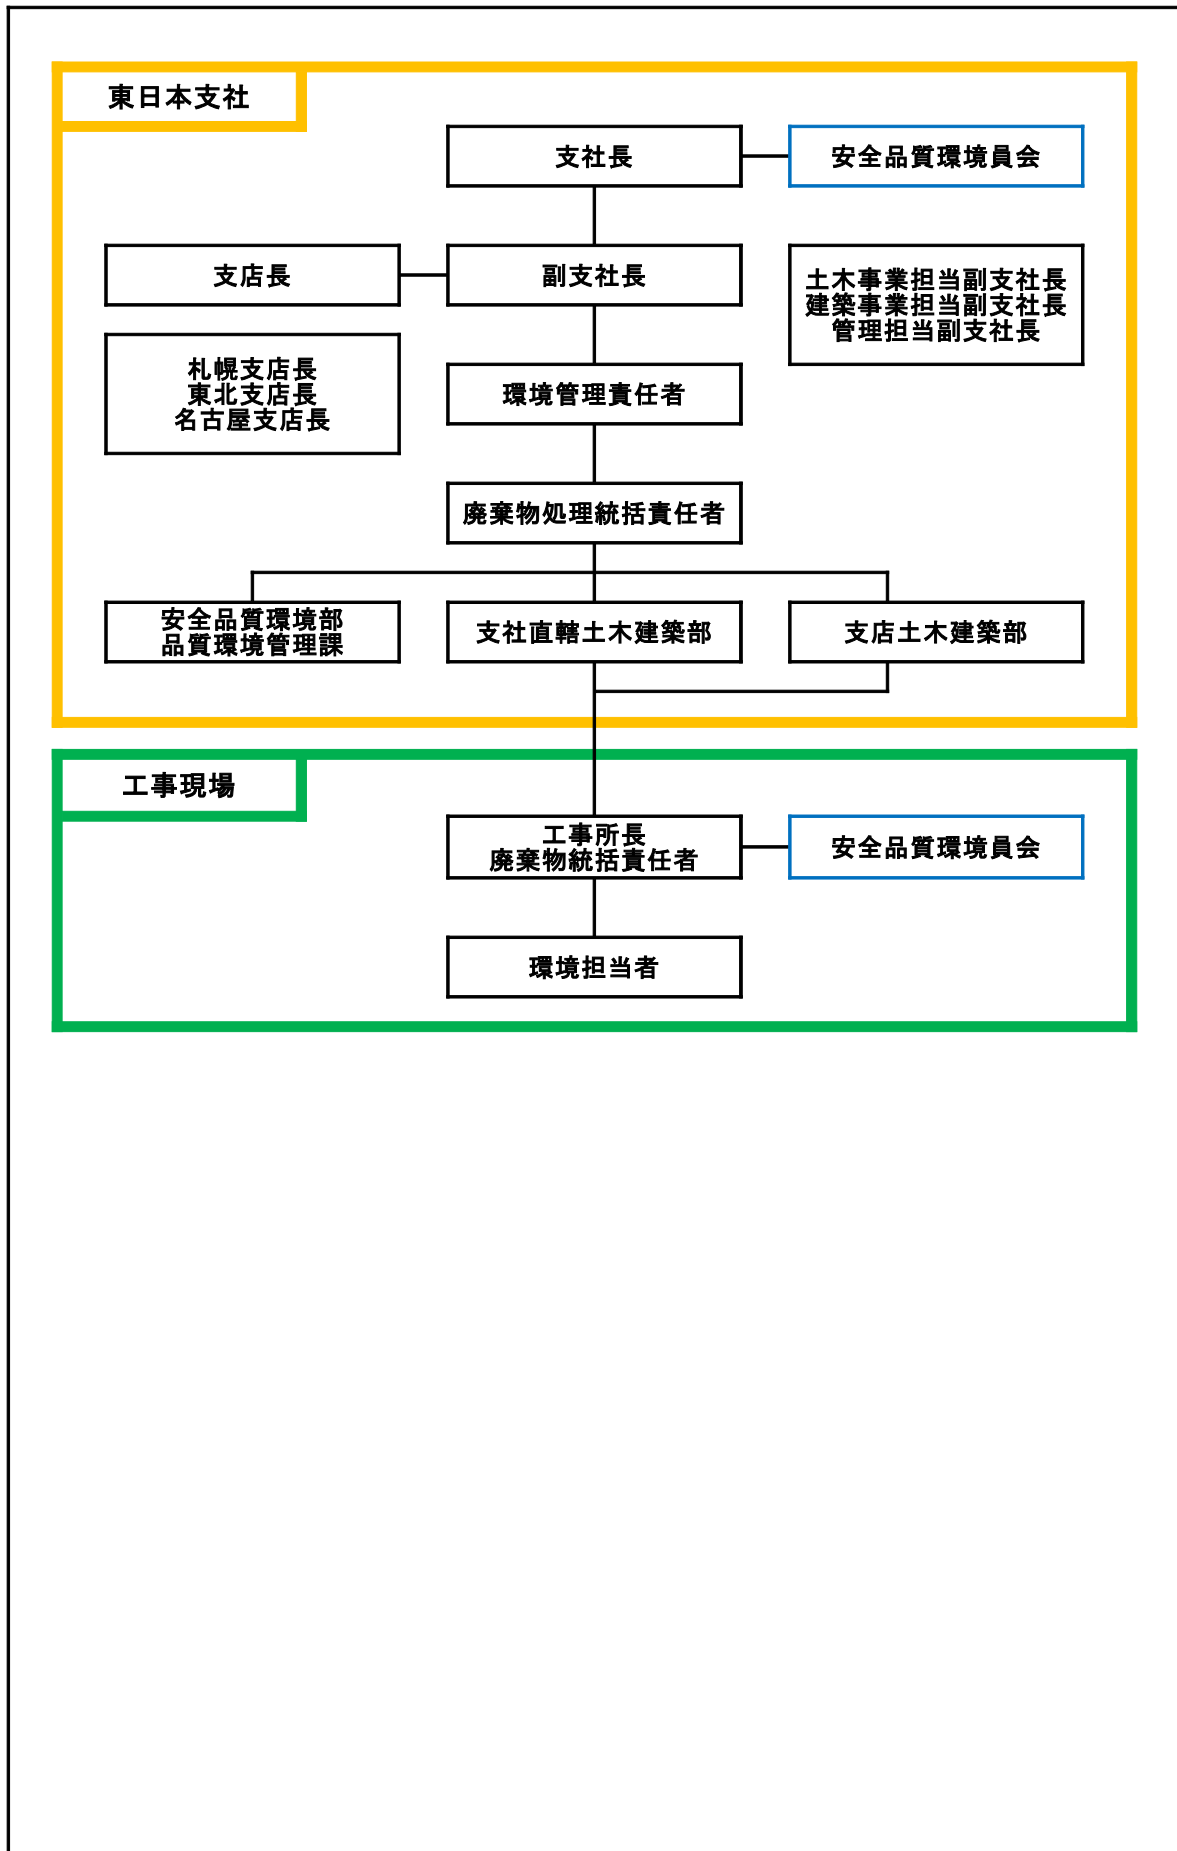 東日本支社
支社長
安全品質環境員会
支店長
副支社長
土木事業担当副支社長
建築事業担当副支社長
管理担当副支社長
札幌支店長
東北支店長
名古屋支店長
環境管理責任者
廃棄物処理統括責任者
安全品質環境部
品質環境管理課
支社直轄土木建築部
支店土木建築部
工事現場
工事所長
廃棄物統括責任者
安全品質環境員会
環境担当者